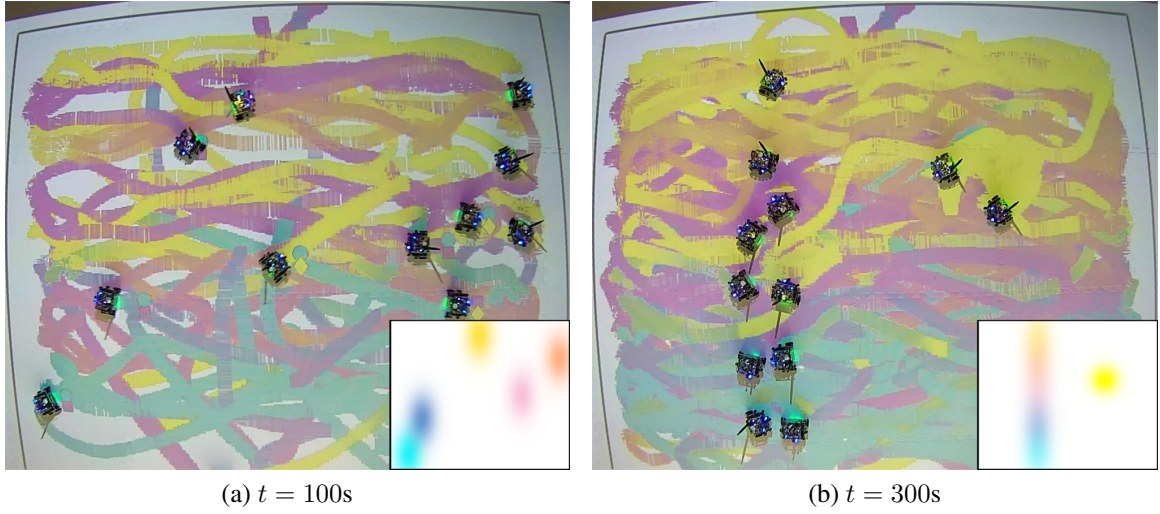 (a) t = 100s
(b) t = 300s